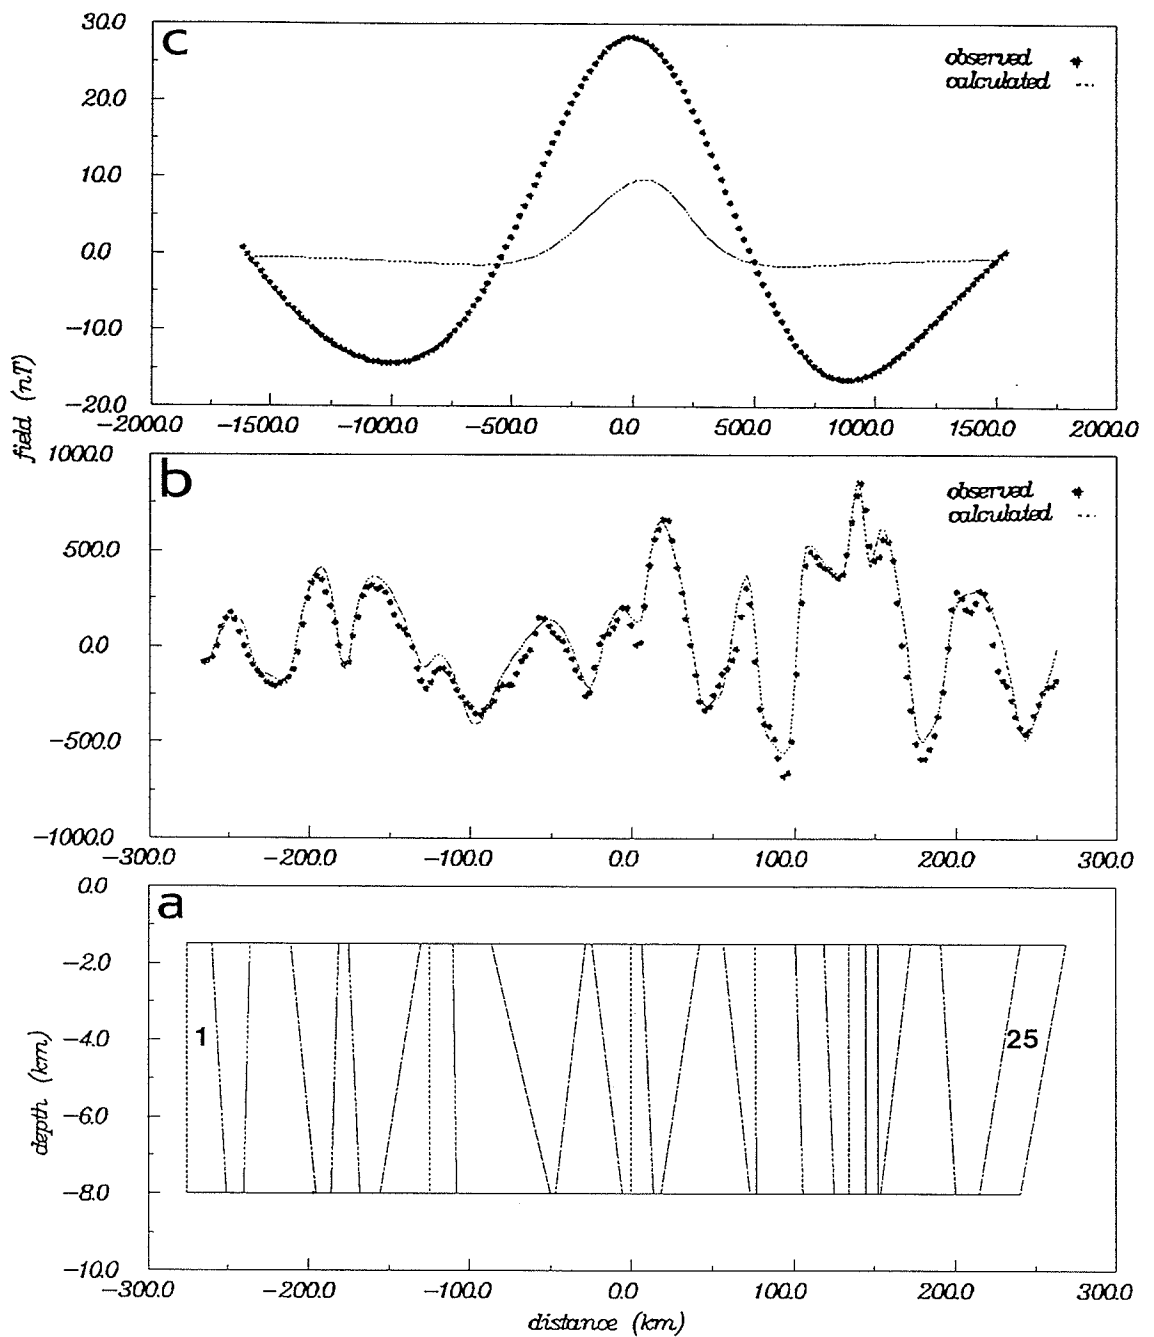 30.0
c
observed
calculated
20.0
10.0
0.0
−10.0
−20.0
−2000.0 −1500.0 −1000.0 −500.0 0.0 500.0 1000.0 1500.0 2000.0
field (nT)
1000.0
b
observed
calculated
500.0
0.0
−500.0
−1000.0
−300.0 −200.0 −100.0 0.0 100.0 200.0 300.0
0.0
a
−2.0
−4.0
1
25
−6.0
−8.0
−10.0
depth (km)
−300.0 −200.0 −100.0 0.0 100.0 200.0 300.0
distance (km)